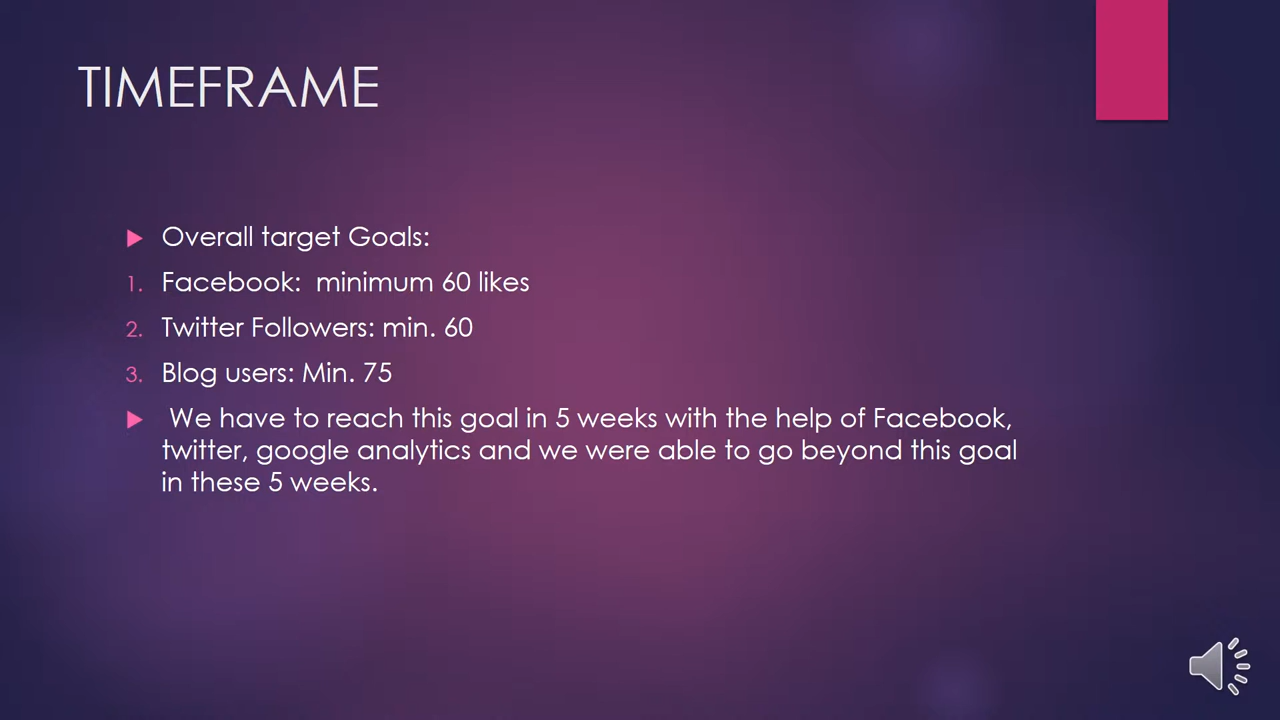 TIMEFRAME
Overall target Goals:
1. Facebook:  minimum 60 likes
2. Twitter Followers: min. 60
3. Blog users: Min. 75
We have to reach this goal in 5 weeks with the help of Facebook,
twitter, google analytics and we were able to go beyond this goal
in these 5 weeks.